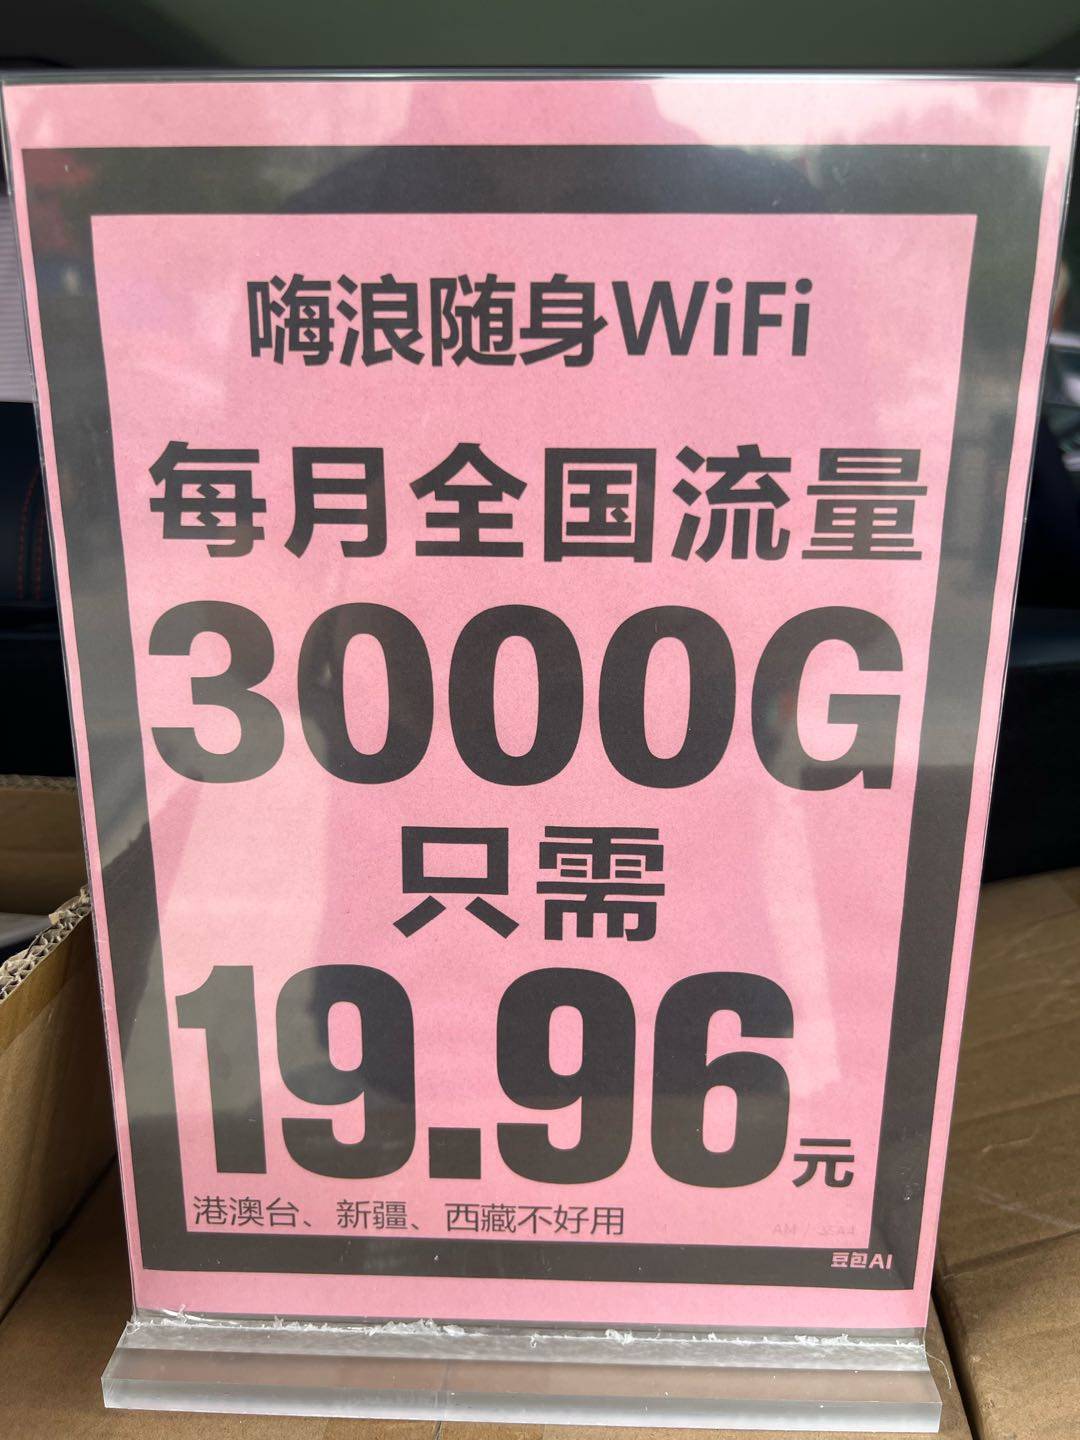 嗨浪随身WiFi
每月全国流量
3000G
只需
19.96元
港澳台、新疆、西藏不好用
豆包AI